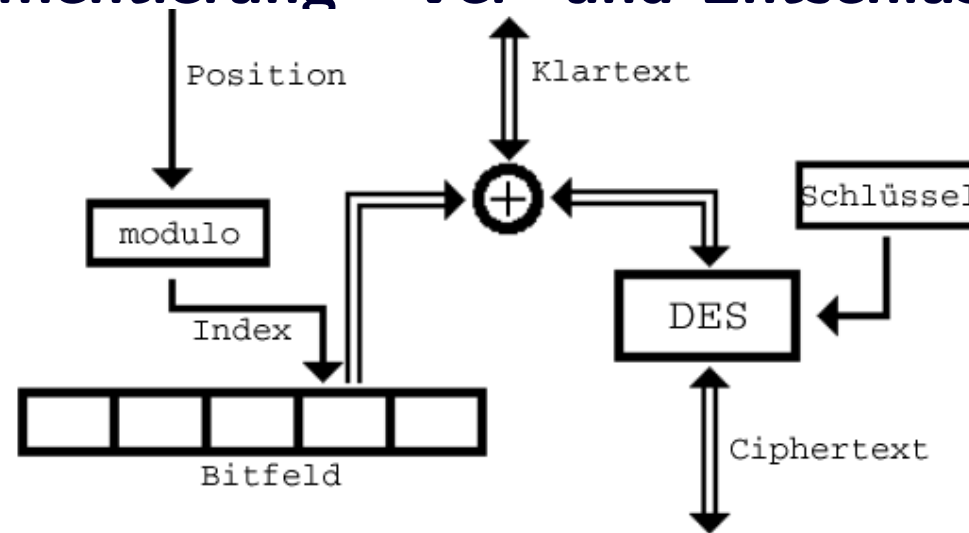 Position
Klartext
Schlüssel
modulo
DES
Index
Ciphertext
Bitfeld